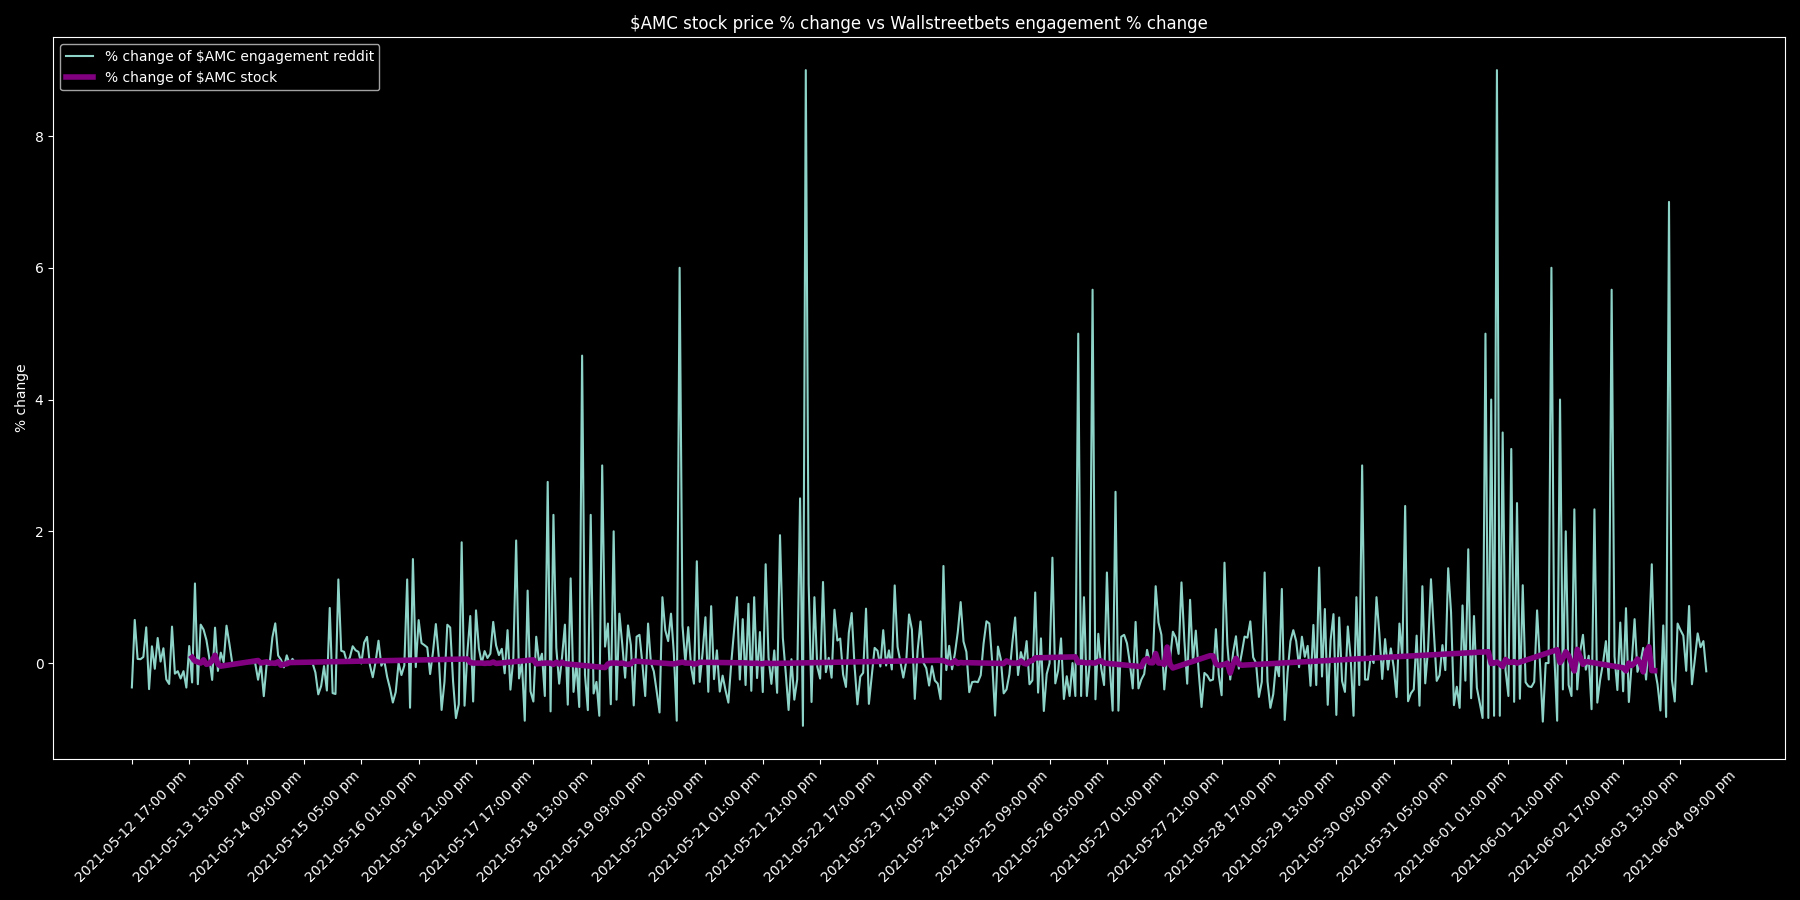 $AMC stock price % change vs Wallstreetbets engagement % change
% change of $AMC engagement reddit
% change of $AMC stock
% change
8
6
4
2
0
2021-05-12 17:00 pm
2021-05-13 13:00 pm
2021-05-14 09:00 pm
2021-05-15 05:00 pm
2021-05-16 01:00 pm
2021-05-16 21:00 pm
2021-05-17 17:00 pm
2021-05-18 13:00 pm
2021-05-19 09:00 pm
2021-05-20 05:00 pm
2021-05-21 01:00 pm
2021-05-21 21:00 pm
2021-05-22 17:00 pm
2021-05-23 17:00 pm
2021-05-24 13:00 pm
2021-05-25 09:00 pm
2021-05-26 05:00 pm
2021-05-27 01:00 pm
2021-05-27 21:00 pm
2021-05-28 17:00 pm
2021-05-29 13:00 pm
2021-05-30 09:00 pm
2021-05-31 05:00 pm
2021-06-01 01:00 pm
2021-06-01 21:00 pm
2021-06-02 17:00 pm
2021-06-03 13:00 pm
2021-06-04 09:00 pm